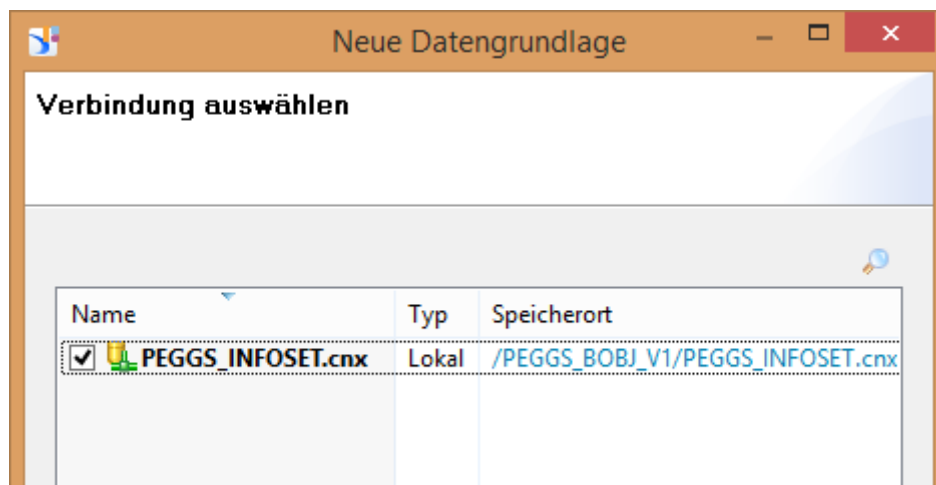 Neue Datengrundlage
Verbindung auswählen
Name Typ Speicherort
PEGGS_INFOSET.cnx Lokal /PEGGS_BOBJ_V1/PEGGS_INFOSET.cnx